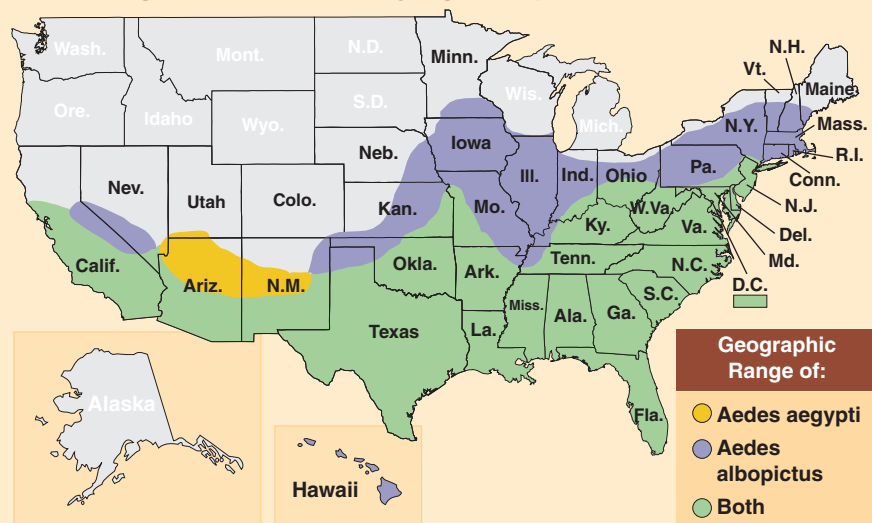 Wash.
Mont.
N.D.
Minn.
N.H.
Vt.
Maine
Ore.
Idaho
Wyo.
S.D.
Wis.
Mich.
N.Y.
Mass.
R.I.
Conn.
N.J.
Del.
Md.
D.C.
Nev.
Utah
Colo.
Neb.
Iowa
Ill.
Ind.
Ohio
Pa.
Kan.
Mo.
Ky.
W.Va.
Va.
Calif.
Ariz.
N.M.
Okla.
Ark.
Tenn.
N.C.
S.C.
Texas
La.
Miss.
Ala.
Ga.
Fla.
Alaska
Hawaii
Geographic
Range of:
Aedes aegypti
Aedes
albopictus
Both